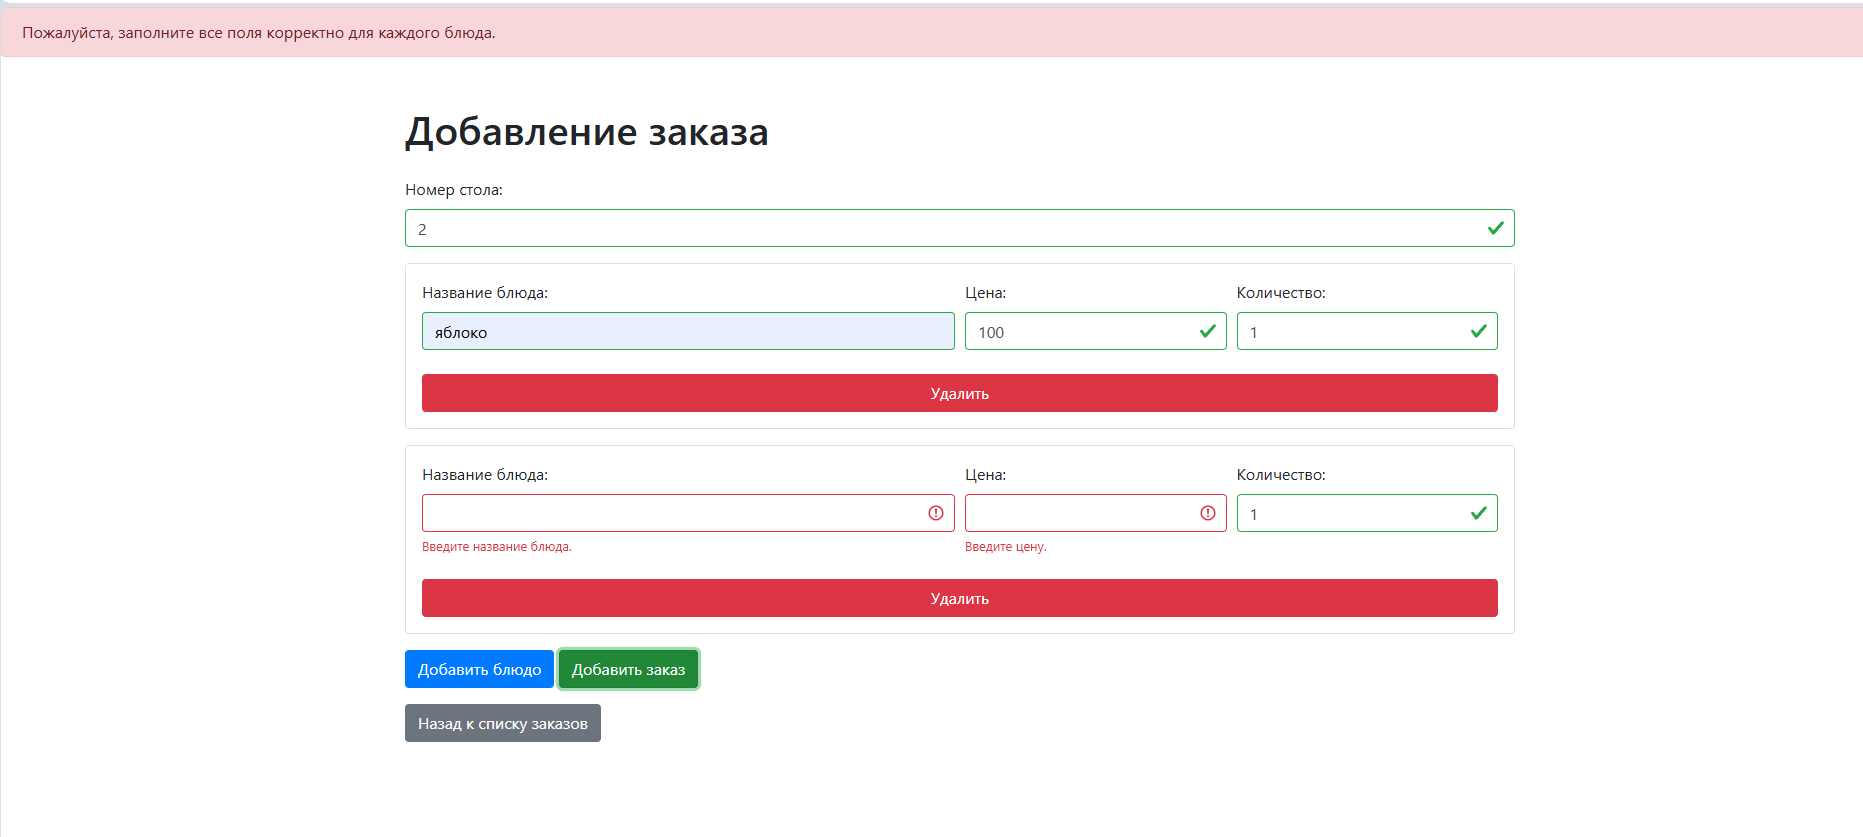 Пожалуйста, заполните все поля корректно для каждого блюда.
Добавление заказа
Номер стола:
2
Название блюда: Цена: Количество:
яблоко 100 1
Удалить
Название блюда: Цена: Количество:
1
Введите название блюда. Введите цену.
Удалить
Добавить блюдо Добавить заказ
Назад к списку заказов